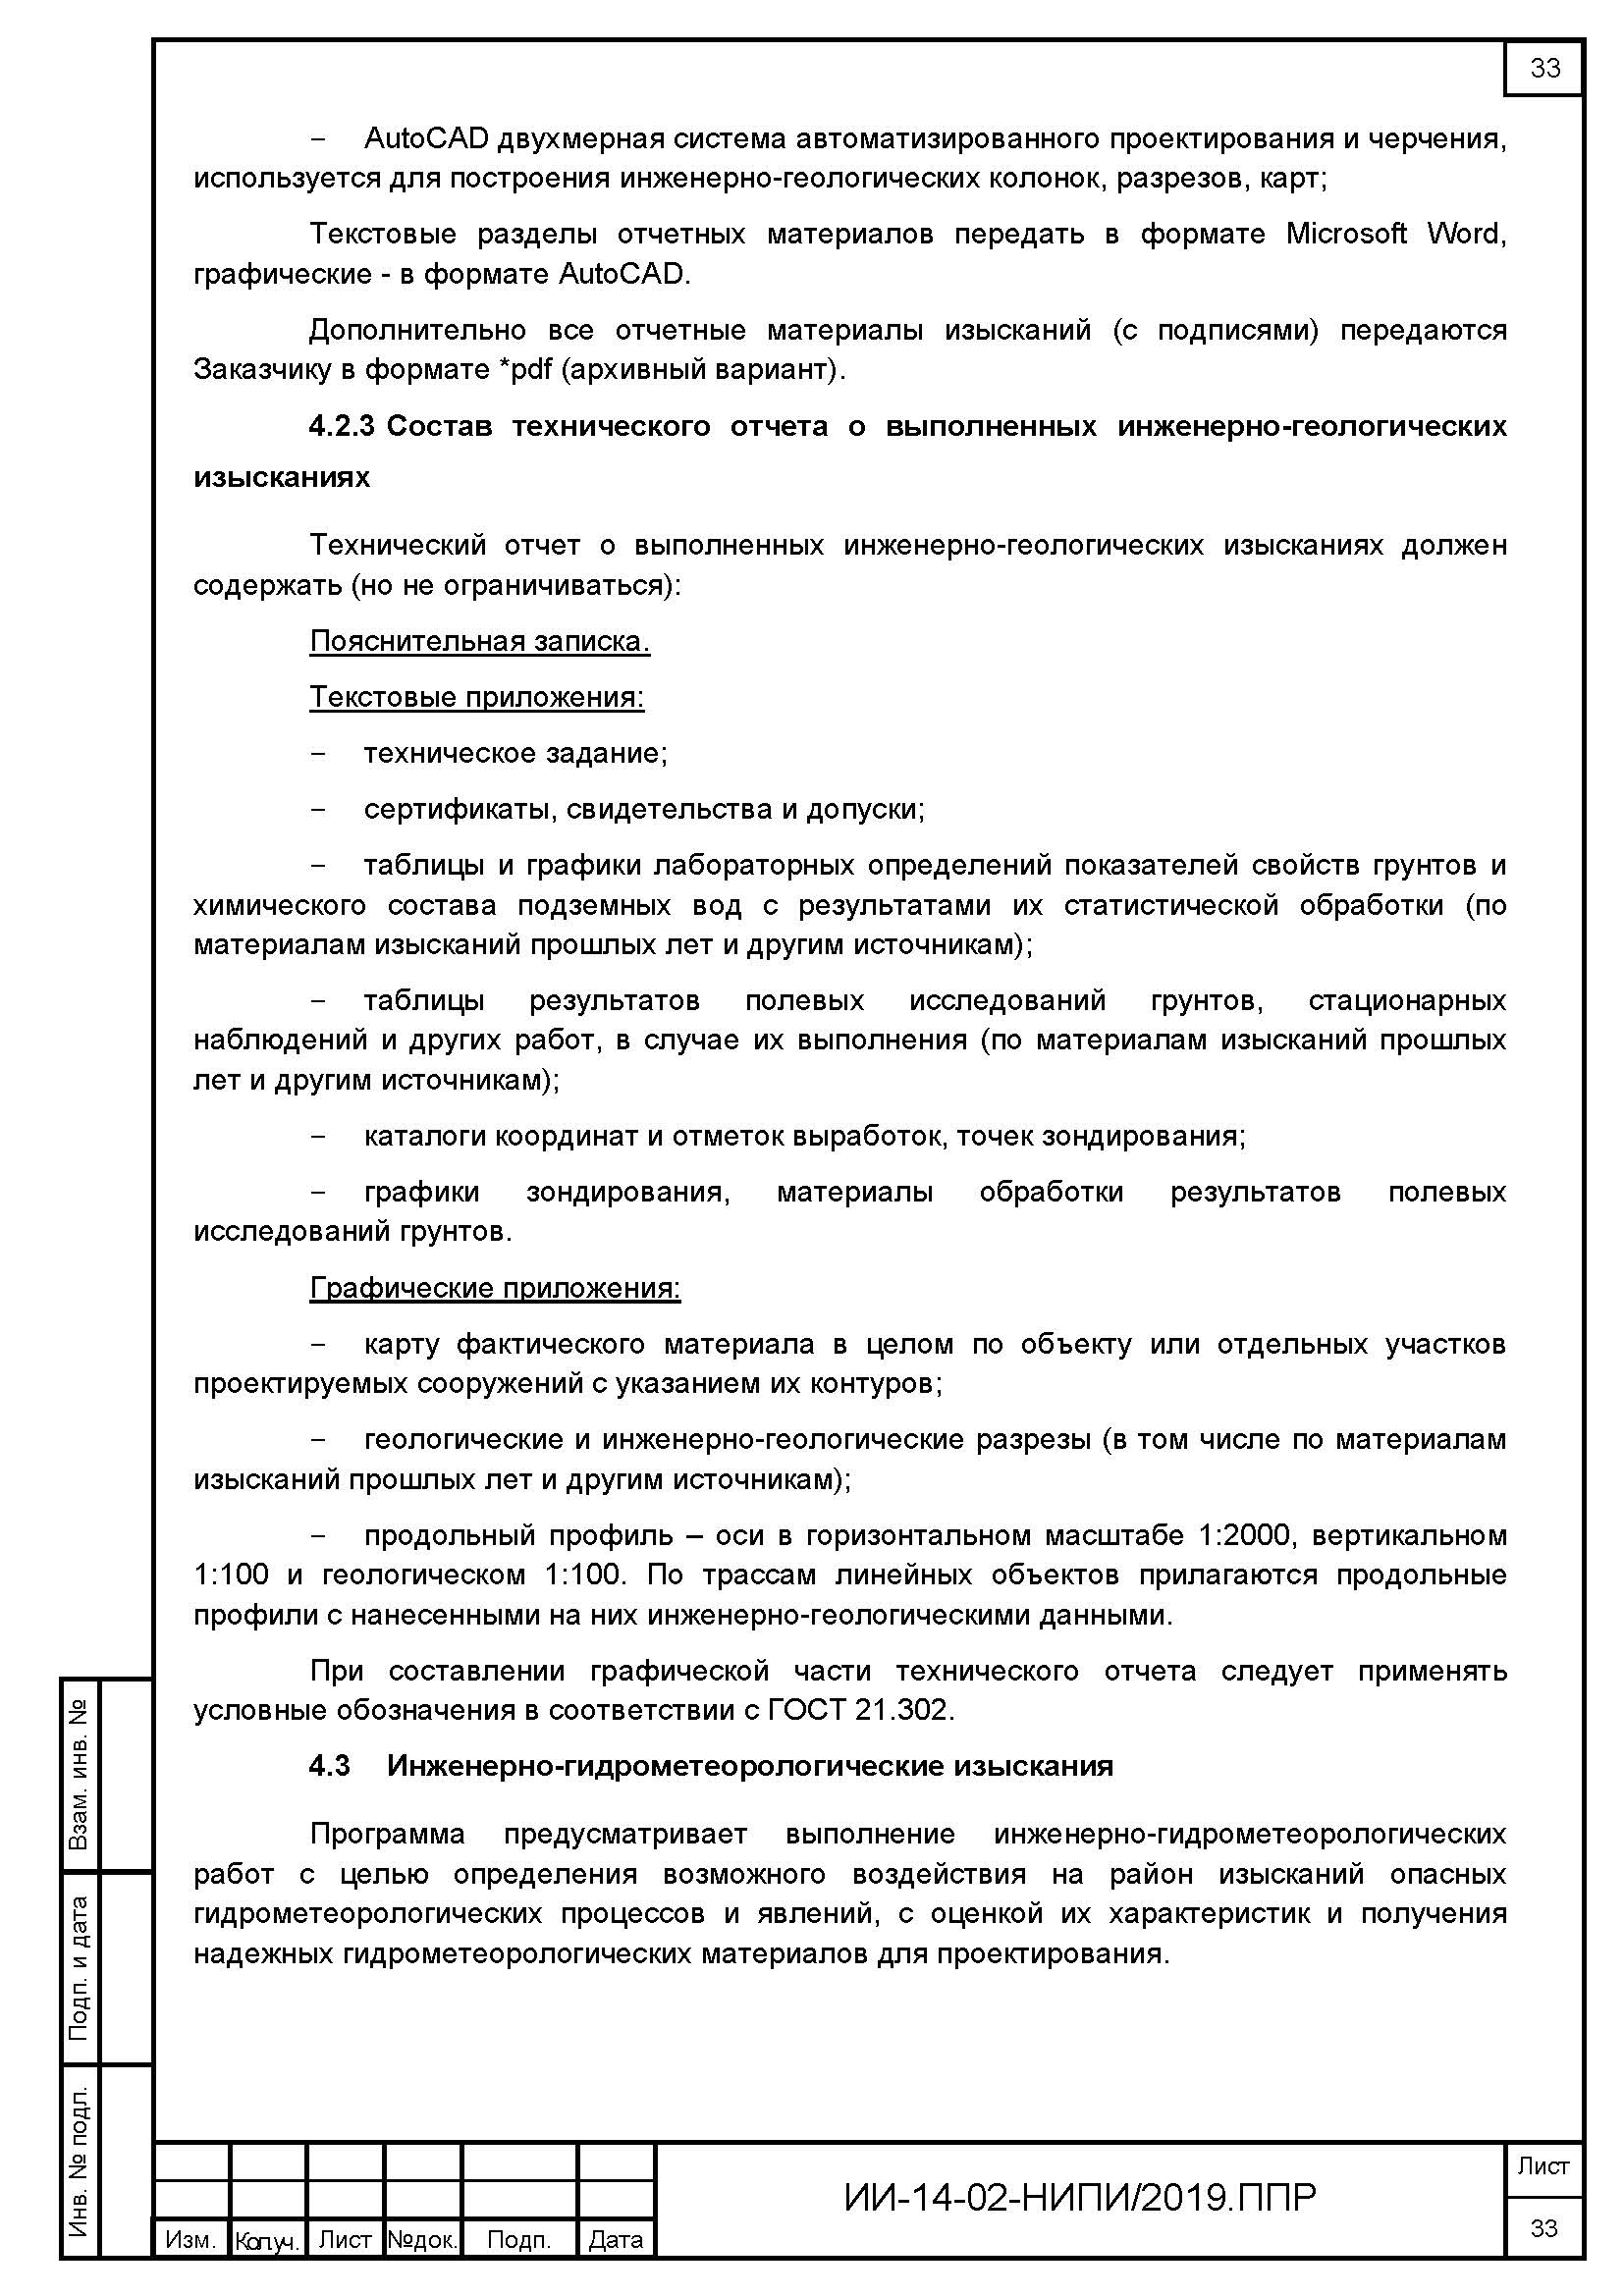 33
– AutoCAD двухмерная система автоматизированного проектирования и черчения,
используется для построения инженерно-геологических колонок, разрезов, карт;
Текстовые разделы отчетных материалов передать в формате Microsoft Word,
графические - в формате AutoCAD.
Дополнительно все отчетные материалы изысканий (с подписями) передаются
Заказчику в формате *pdf (архивный вариант).
4.2.3 Состав технического отчета о выполненных инженерно-геологических
изысканиях
Технический отчет о выполненных инженерно-геологических изысканиях должен
содержать (но не ограничиваться):
Пояснительная записка.
Текстовые приложения:
– техническое задание;
– сертификаты, свидетельства и допуски;
– таблицы и графики лабораторных определений показателей свойств грунтов и
химического состава подземных вод с результатами их статистической обработки (по
материалам изысканий прошлых лет и другим источникам);
– таблицы результатов полевых исследований грунтов, стационарных
наблюдений и других работ, в случае их выполнения (по материалам изысканий прошлых
лет и другим источникам);
– каталоги координат и отметок выработок, точек зондирования;
– графики зондирования, материалы обработки результатов полевых
исследований грунтов.
Графические приложения:
– карту фактического материала в целом по объекту или отдельных участков
проектируемых сооружений с указанием их контуров;
– геологические и инженерно-геологические разрезы (в том числе по материалам
изысканий прошлых лет и другим источникам);
– продольный профиль – оси в горизонтальном масштабе 1:2000, вертикальном
1:100 и геологическом 1:100. По трассам линейных объектов прилагаются продольные
профили с нанесенными на них инженерно-геологическими данными.
При составлении графической части технического отчета следует применять
условные обозначения в соответствии с ГОСТ 21.302.
4.3 Инженерно-гидрометеорологические изыскания
Программа предусматривает выполнение инженерно-гидрометеорологических
работ с целью определения возможного воздействия на район изысканий опасных
гидрометеорологических процессов и явлений, с оценкой их характеристик и получения
надежных гидрометеорологических материалов для проектирования.
Взам. инв. №
Подп. и дата
Инв. № подл.
Изм. Кол.уч. Лист №док. Подп. Дата
ИИ-14-02-НИПИ/2019.ППР
Лист
33